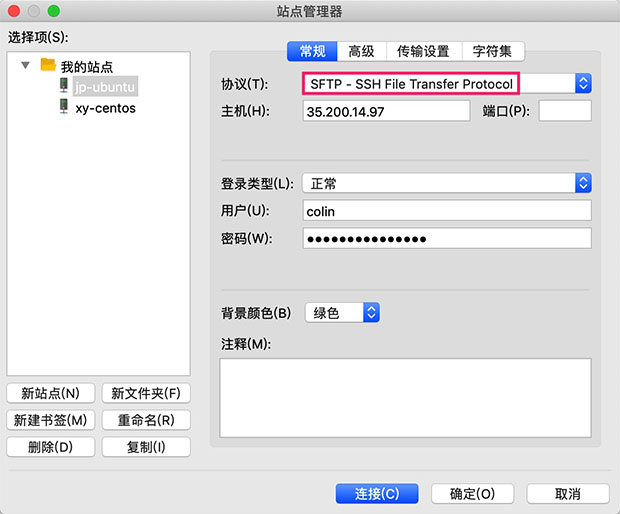 站点管理器
选择项(S):
我的站点
jp-ubuntu
xy-centos
新站点(N) 新文件夹(F)
新建书签(M) 重命名(R)
删除(D) 复制(I)
常规 高级 传输设置 字符集
协议(T): SFTP - SSH File Transfer Protocol
主机(H): 35.200.14.97 端口(P):
登录类型(L): 正常
用户(U): colin
密码(W): ●●●●●●●●●●●●●●●
背景颜色(B) 绿色
注释(M):
连接(C) 确定(O) 取消